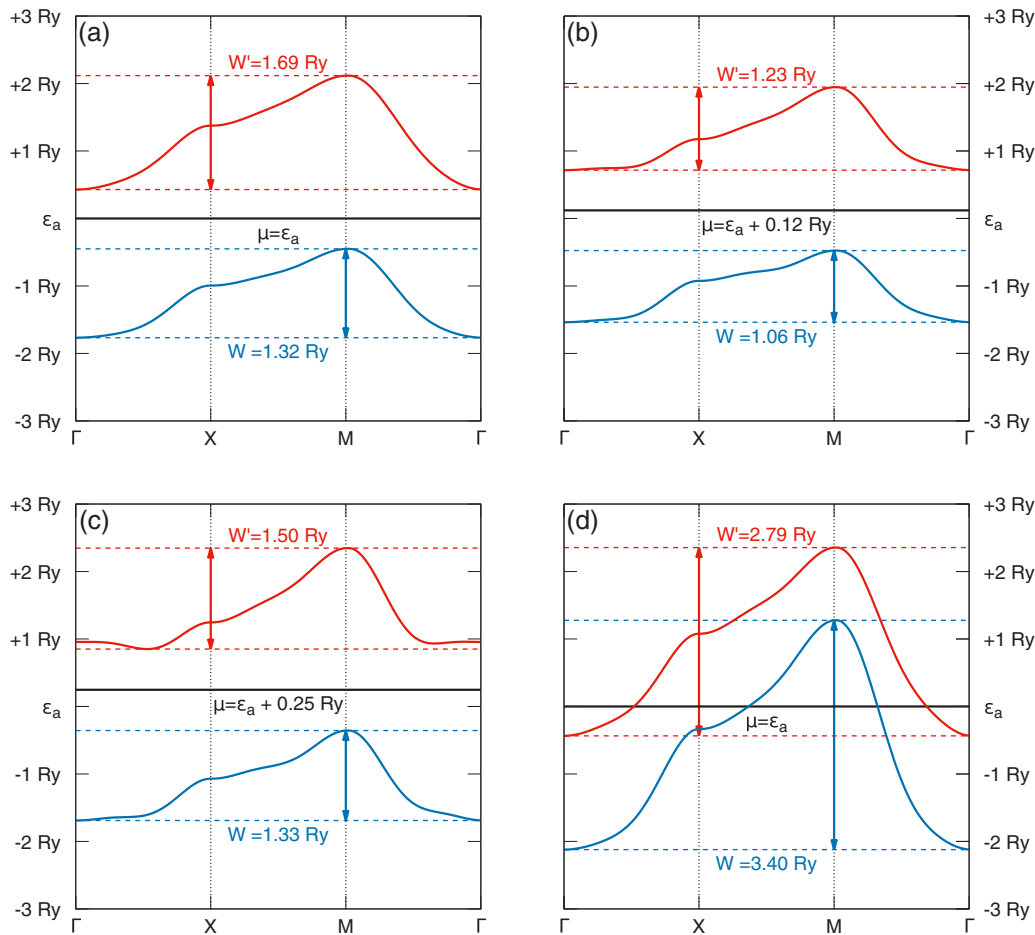 (a)
+3 Ry
+2 Ry
+1 Ry
εa
-1 Ry
-2 Ry
-3 Ry
W'=1.69 Ry
μ=εa
W =1.32 Ry
Γ X M Γ
(b)
+3 Ry
+2 Ry
+1 Ry
εa
-1 Ry
-2 Ry
-3 Ry
W'=1.23 Ry
μ=εa + 0.12 Ry
W =1.06 Ry
Γ X M Γ
(c)
+3 Ry
+2 Ry
+1 Ry
εa
-1 Ry
-2 Ry
-3 Ry
W'=1.50 Ry
μ=εa + 0.25 Ry
W =1.33 Ry
Γ X M Γ
(d)
+3 Ry
+2 Ry
+1 Ry
εa
-1 Ry
-2 Ry
-3 Ry
W'=2.79 Ry
μ=εa
W =3.40 Ry
Γ X M Γ